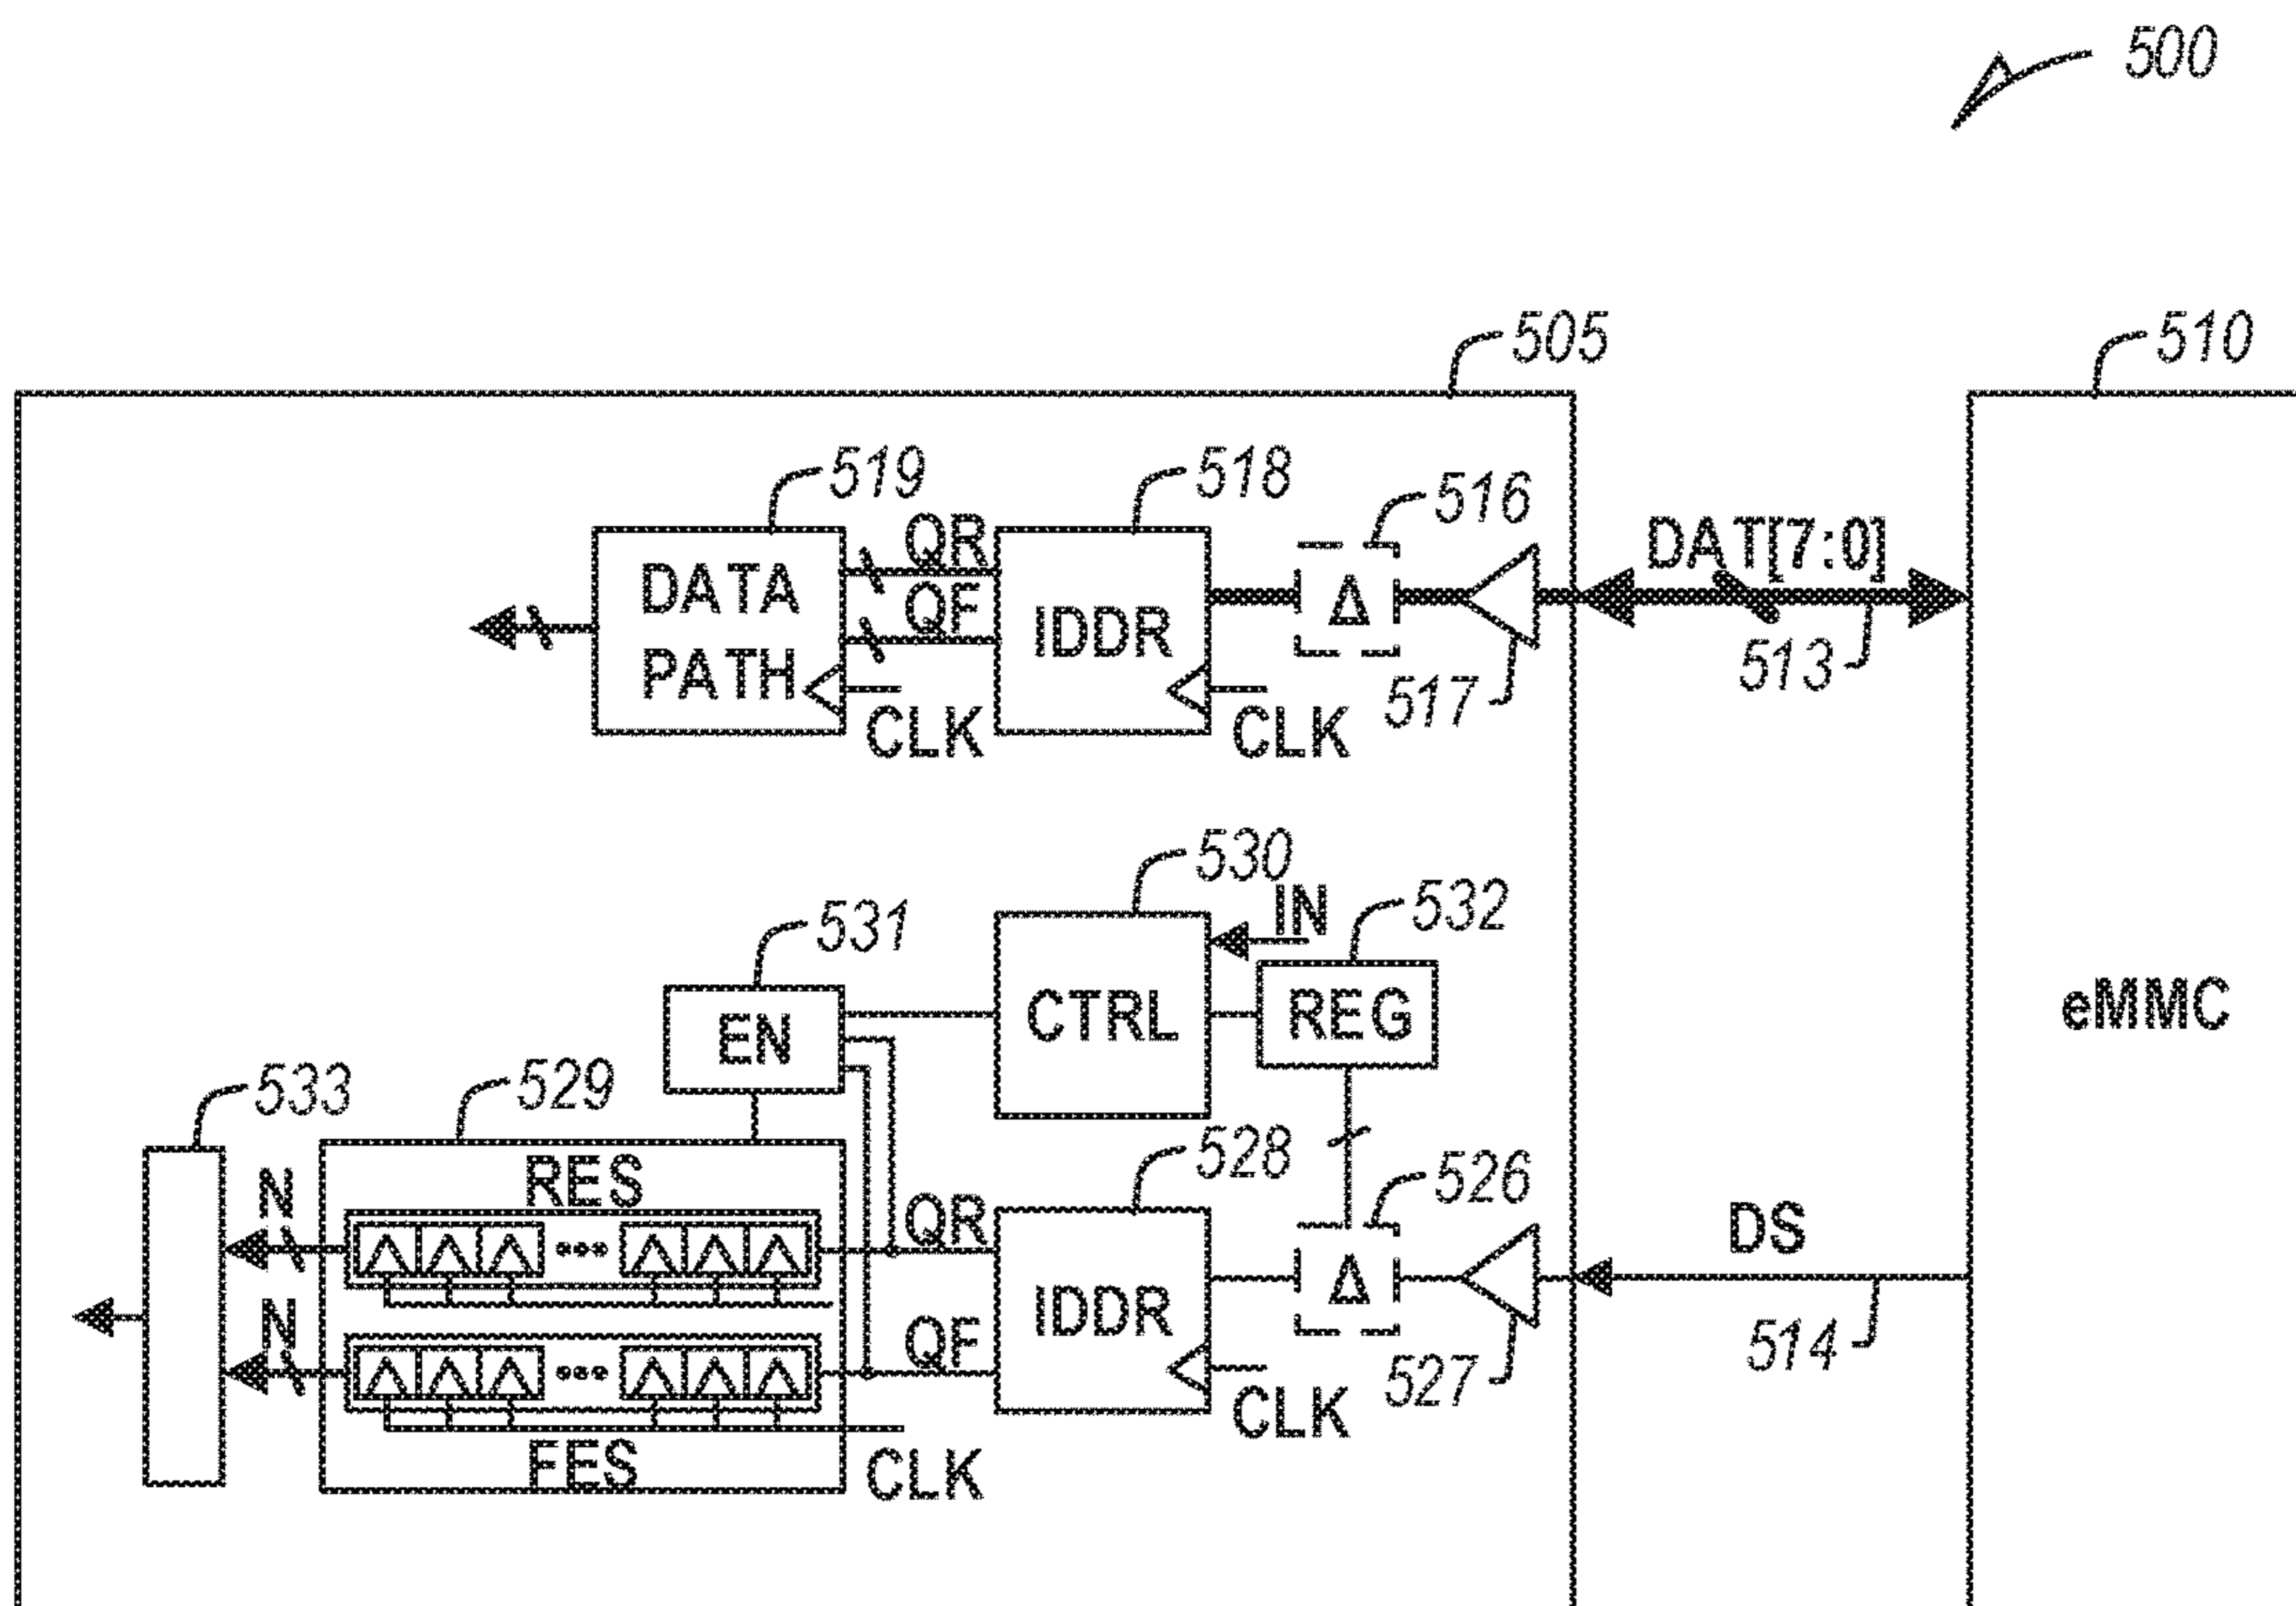 500
505
510
519
518
516
DAT[7:0]
QR
DATA
QF
IDDR
Δ
PATH
513
517
CLK
CLK
530
IN
532
531
CTRL
REG
eMMC
EN
533
529
528
526
RES
N
QR
DS
Δ
N
QF
IDDR
514
527
CLK
FES
CLK